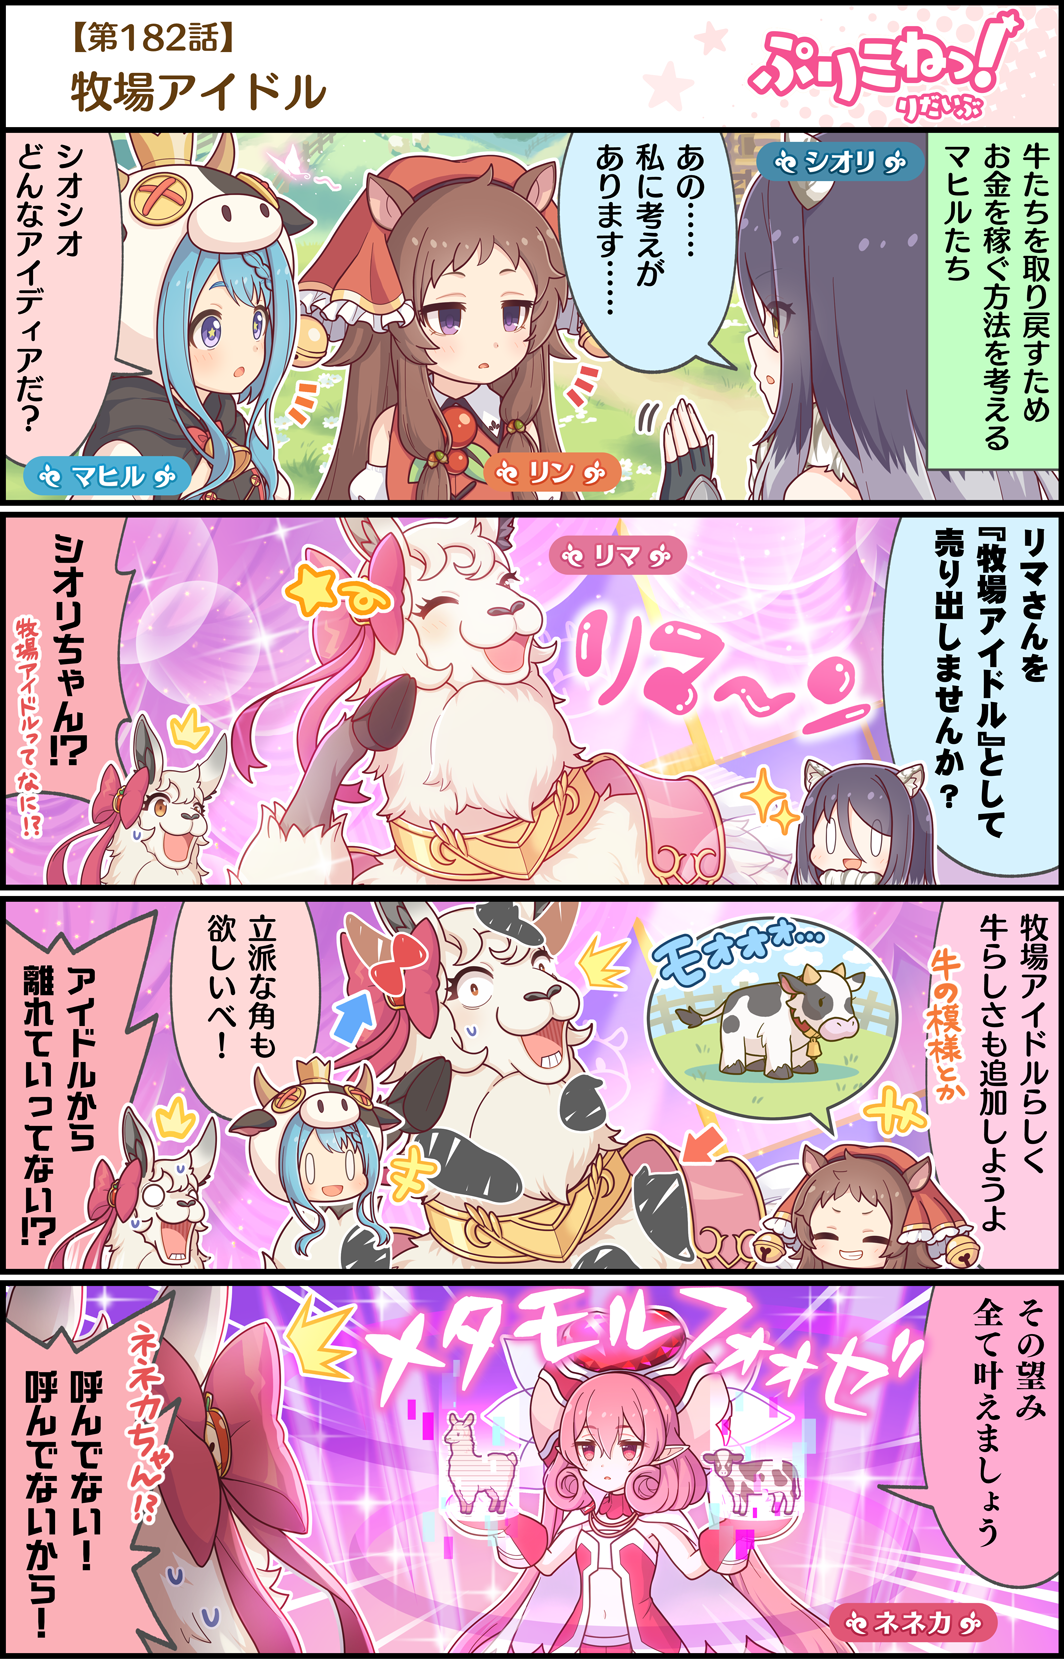 【第182話】
牧場アイドル
ぷりこねっ!
りだいぶ
牛たちを取り戻すため
お金を稼ぐ方法を考える
マヒルたち
シオリ
あの……
私に考えが
あります……
リン
シオシオ
どんなアイディアだ?
マヒル
リマさんを
『牧場アイドル』として
売り出しませんか?
リマ
リマ〜!
シオリちゃん!?
牧場アイドルってなに!?
牧場アイドルらしく
牛らしさも追加しようよ
牛の模様とか
モォォォ…
立派な角も
欲しいべ!
アイドルから
離れていってない!?
その望み
全て叶えましょう
メタモルフォオゼ
ネネカ
ネネカちゃん!?
呼んでない!
呼んでないから!